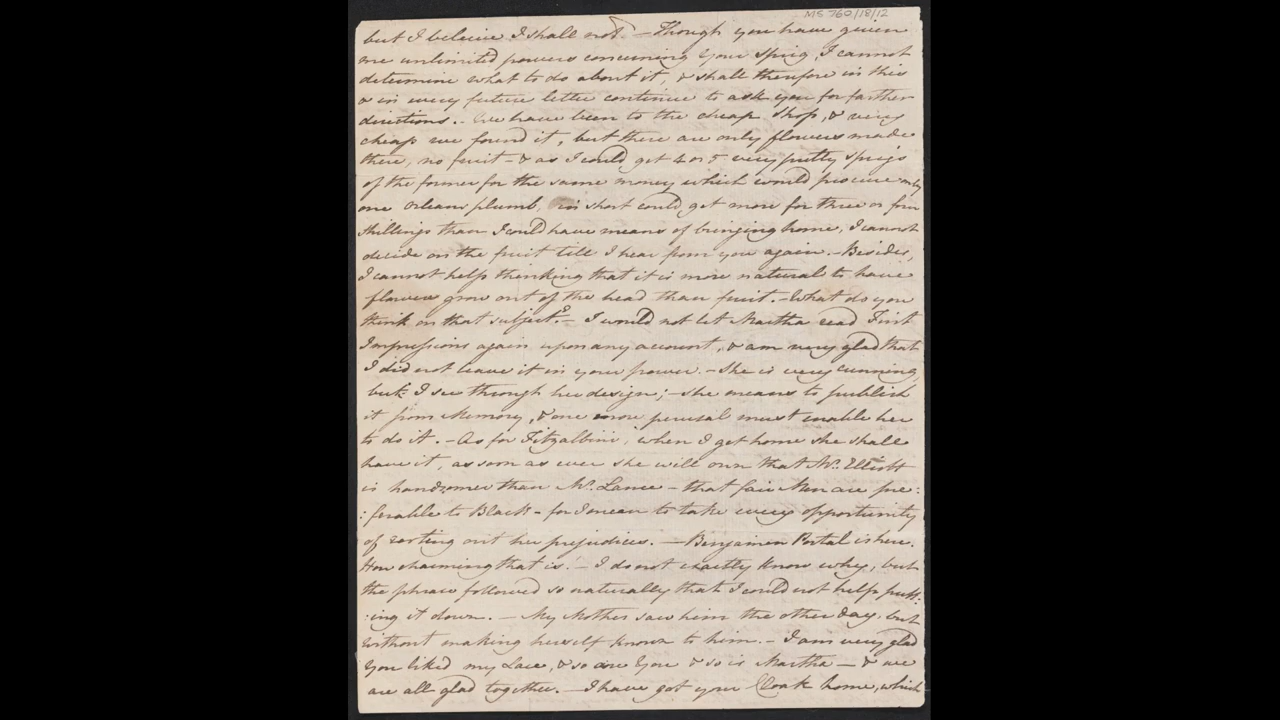 MS 760/18/12
but I beleive I shall not. – Though you have given
me unlimited powers concerning Your Sprig, I cannot
determine what to do about it, & shall therefore in this
& in every future letter continue to ask you for farther
directions. – We have been to the cheap Shop, & very
cheap we found it, but there are only flowers made
there, no fruit – & as I could get 4 or 5 very pretty sprigs
of the former for the same money which would procure only
one Orleans plumb, in short could get more for three or four
Shillings than I could have means of bringing home, I cannot
decide on the fruit till I hear from you again. – Besides,
I cannot help thinking that it is more natural to have
flowers grow out of the head than fruit. – What do you
think on that subject? – I would not let Martha read First
Impressions again upon any account, & am very glad that
I did not leave it in your power. – She is very cunning,
but I see through her design; – she means to publish
it from Memory, & one more perusal must enable her
to do it. – As for Fitzalbini, when I get home she shall
have it, as soon as ever she will own that Mr. Elliott
is handsomer than Mr. Lance – that fair Men are pre:
:ferable to Black – for I mean to take every opportunity
of rooting out her prejudices. – Benjamin Portal is here.
How charming that is! – I do not exactly know why, but
the phrase followed so naturally that I could not help putt:
:ing it down. – My Mother saw him the other day, but
without making herself known to him. – I am very glad
You liked my Lace, & so are You & so is Martha – & we
are all glad together. – I have got your Cloak home, which